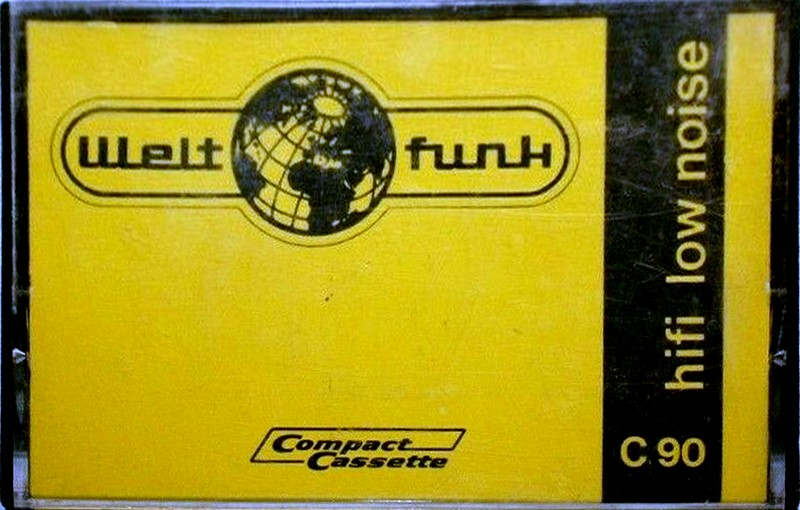 Welt funk
hifi low noise
C 90
Compact
Cassette